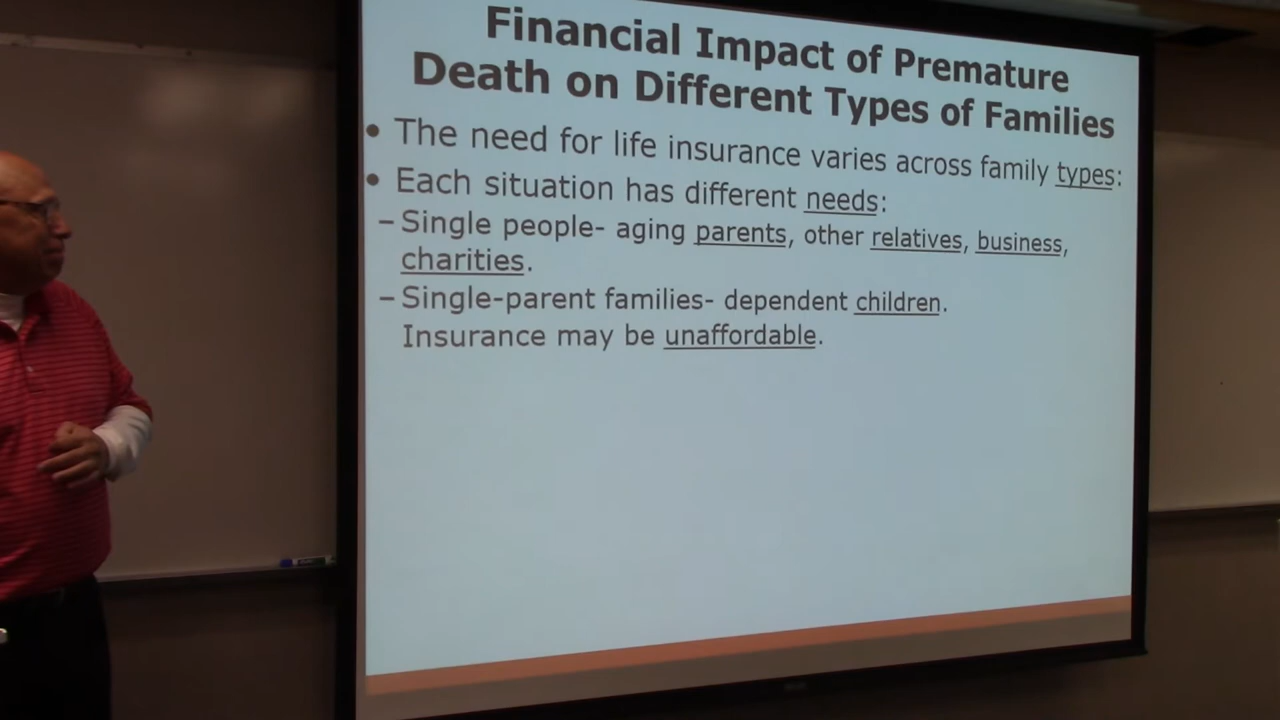 Financial Impact of Premature
Death on Different Types of Families
• The need for life insurance varies across family types:
• Each situation has different needs:
– Single people- aging parents, other relatives, business,
charities.
– Single-parent families- dependent children.
Insurance may be unaffordable.